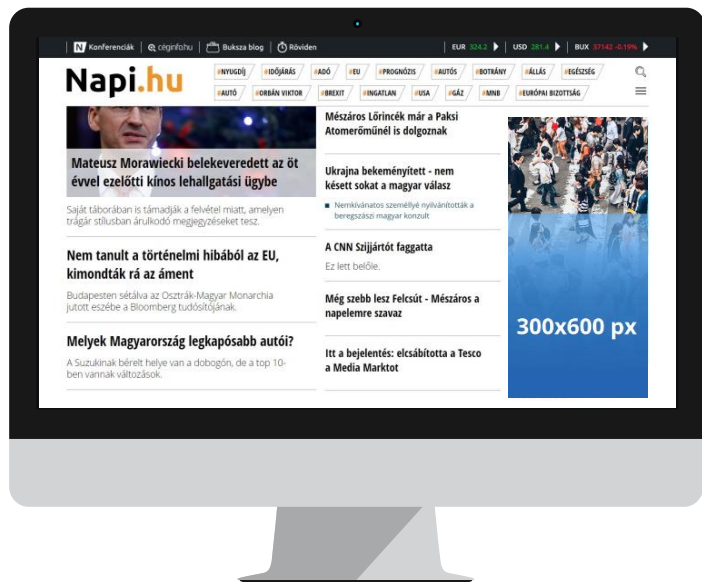 N Konferenciák
céginfo.hu
Buksza blog
Röviden
EUR 324.2
USD 281.4
BUX 37142 -0.19%
Napi.hu
#NYUGDÍJ #IDŐJÁRÁS #ADÓ #EU #PROGNÓZIS #AUTÓS #BOTRÁNY #ÁLLÁS #EGÉSZSÉG
#AUTÓ #ORBÁN VIKTOR #BREXIT #INGATLAN #USA #GÁZ #MNB #EURÓPAI BIZOTTSÁG
Mateusz Morawiecki belekeveredett az öt
évvel ezelőtti kínos lehallgatási ügybe
Saját táborában is támadják a felvétel miatt, amelyen
trágár stílusban árulkodó megjegyzéseket tesz.
Nem tanult a történelmi hibából az EU,
kimondták rá az áment
Budapesten sétálva az Osztrák-Magyar Monarchia
jutott eszébe a Bloomberg tudósítójának.
Melyek Magyarország legkapósabb autói?
A Suzukinak bérelt helye van a dobogón, de a top 10-
ben vannak változások.
Mészáros Lőrincék már a Paksi
Atomerőműnél is dolgoznak
Ukrajna bekeményített - nem
késett sokat a magyar válasz
Nemkívánatos személlyé nyilvánították a
beregszászi magyar konzult
A CNN Szijjártót faggatta
Ez lett belőle.
Még szebb lesz Felcsút - Mészáros a
napelemre szavaz
Itt a bejelentés: elcsábította a Tesco
a Media Marktot
300x600 px